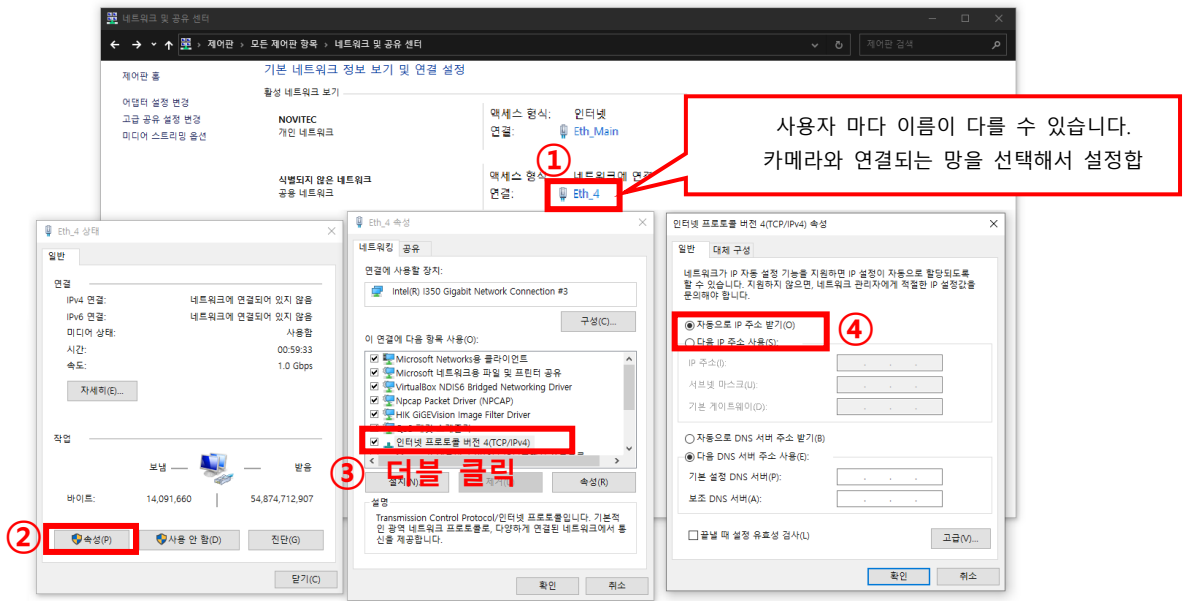 네트워크 및 공유 센터
제어판 › 모든 제어판 항목 › 네트워크 및 공유 센터
제어판 검색
제어판 홈
어댑터 설정 변경
고급 공유 설정 변경
미디어 스트리밍 옵션
기본 네트워크 정보 보기 및 연결 설정
활성 네트워크 보기
NOVITEC
개인 네트워크
액세스 형식: 인터넷
연결: Eth_Main
식별되지 않은 네트워크
공용 네트워크
액세스 형식 네트워크에 연결
연결: Eth_4
①
사용자 마다 이름이 다를 수 있습니다.
카메라와 연결되는 망을 선택해서 설정합
Eth_4 상태
일반
연결
IPv4 연결: 네트워크에 연결되어 있지 않음
IPv6 연결: 네트워크에 연결되어 있지 않음
미디어 상태: 사용함
시간: 00:59:33
속도: 1.0 Gbps
자세히(E)...
작업
보냄 받음
바이트: 14,091,660 54,874,712,907
②
속성(P)
사용 안 함(D)
진단(G)
닫기(C)
Eth_4 속성
네트워킹 공유
연결에 사용할 장치:
Intel(R) I350 Gigabit Network Connection #3
구성(C)...
이 연결에 다음 항목 사용(O):
Microsoft Networks용 클라이언트
Microsoft 네트워크용 파일 및 프린터 공유
VirtualBox NDIS6 Bridged Networking Driver
Npcap Packet Driver (NPCAP)
HIK GiGEVision Image Filter Driver
인터넷 프로토콜 버전 4(TCP/IPv4)
③ 더블 클릭
속성(R)
설명
Transmission Control Protocol/인터넷 프로토콜입니다. 기본적
인 광역 네트워크 프로토콜로, 다양하게 연결된 네트워크에서 통
신을 제공합니다.
확인 취소
인터넷 프로토콜 버전 4(TCP/IPv4) 속성
일반 대체 구성
네트워크가 IP 자동 설정 기능을 지원하면 IP 설정이 자동으로 할당되도록
할 수 있습니다. 지원하지 않으면, 네트워크 관리자에게 적절한 IP 설정값을
문의해야 합니다.
자동으로 IP 주소 받기(O)
④
다음 IP 주소 사용(S):
IP 주소(I):
서브넷 마스크(U):
기본 게이트웨이(D):
자동으로 DNS 서버 주소 받기(B)
다음 DNS 서버 주소 사용(E):
기본 설정 DNS 서버(P):
보조 DNS 서버(A):
끝낼 때 설정 유효성 검사(L)
고급(V)...
확인 취소